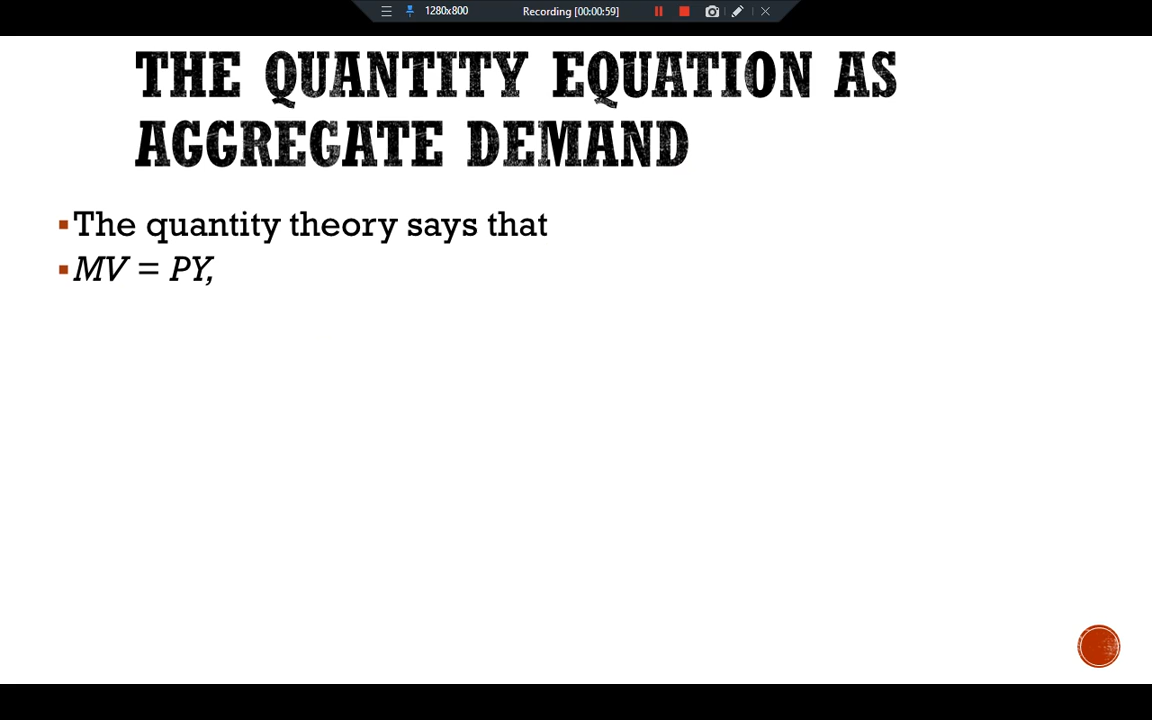 1280x800 Recording [00:00:59]
THE QUANTITY EQUATION AS
AGGREGATE DEMAND
The quantity theory says that
MV = PY,